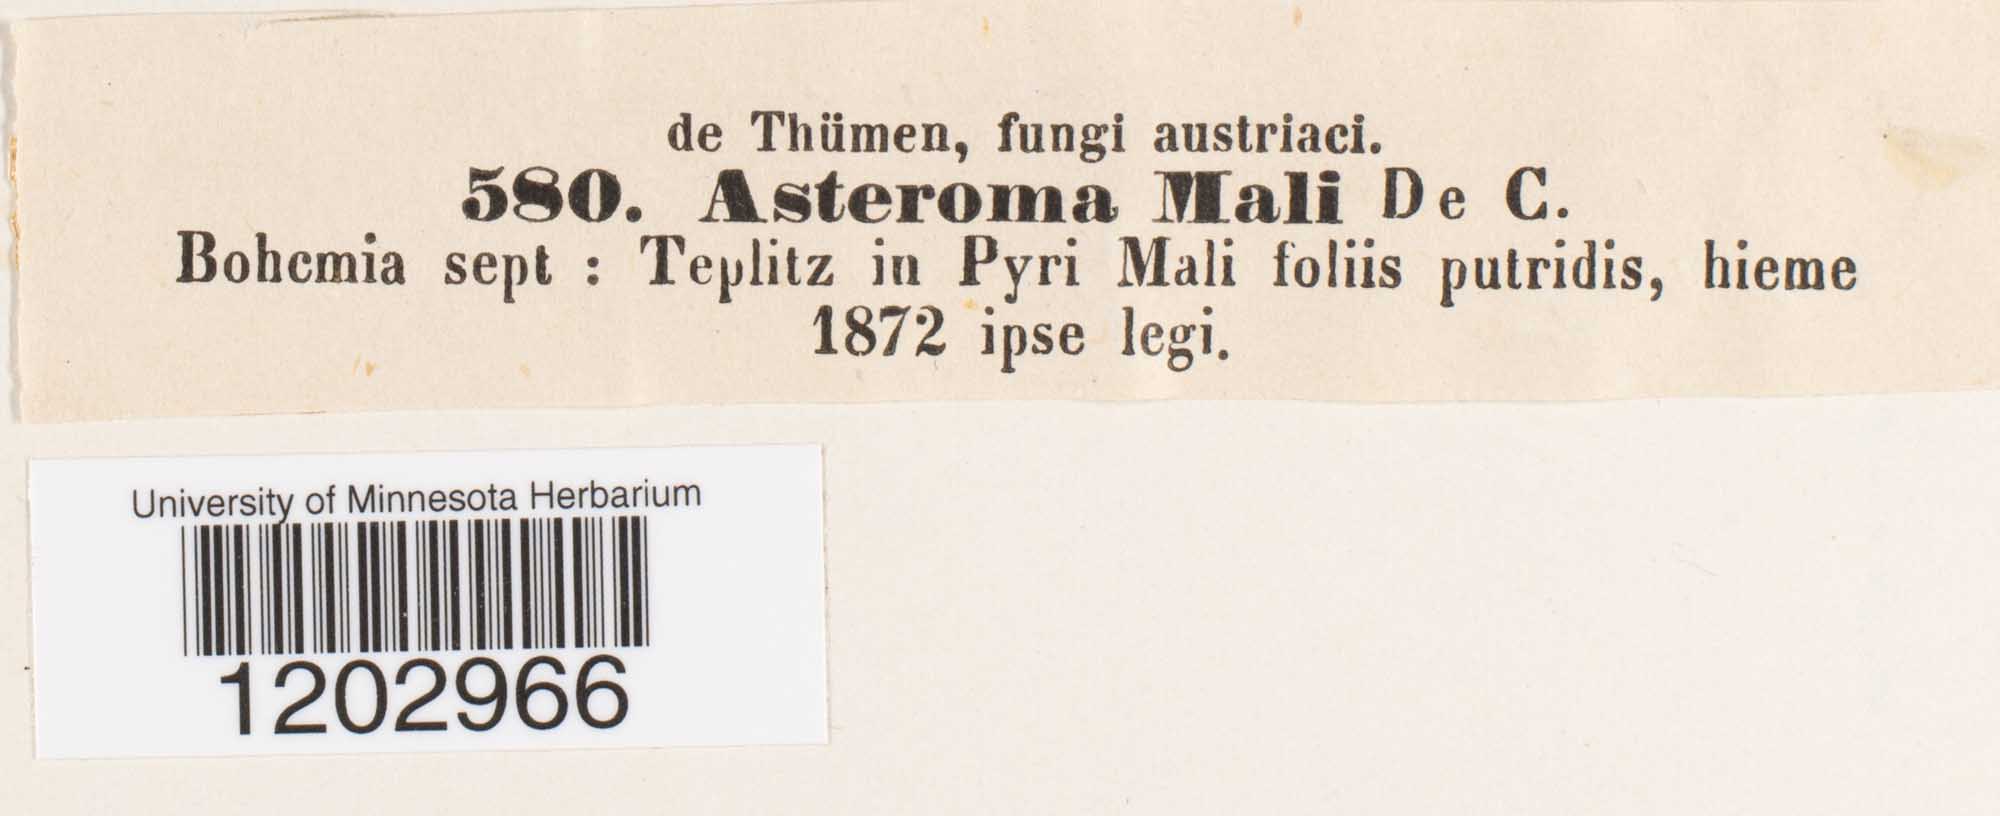 de Thümen, fungi austriaci.
580. Asteroma Mali De C.
Bohemia sept : Teplitz in Pyri Mali foliis putridis, hieme
1872 ipse legi.
University of Minnesota Herbarium
1202966